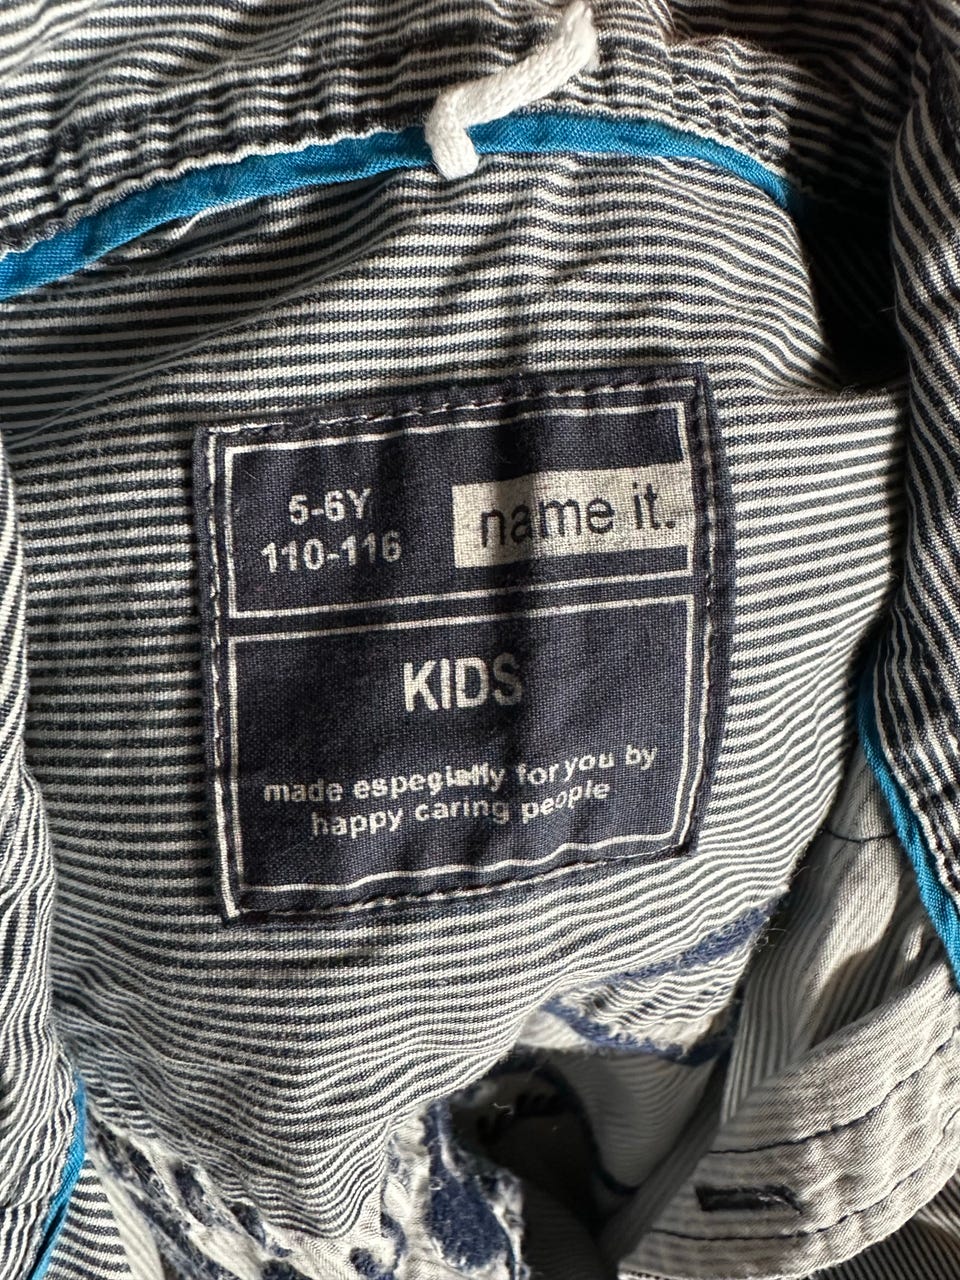 5-6Y
110-116
name it.
KIDS
made especially for you by
happy caring people